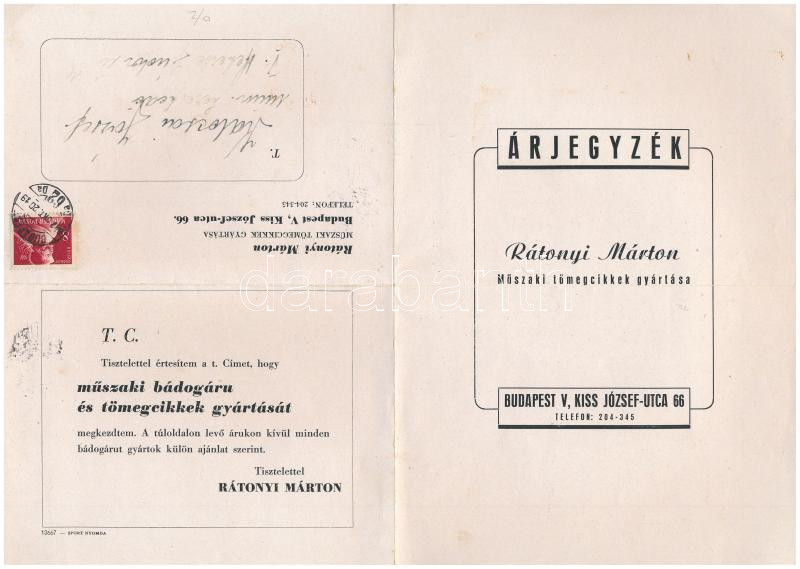 T.
Rátonyi Márton
MŰSZAKI TÖMEGCIKKEK GYÁRTÁSA
Budapest V, Kiss József-utca 66.
TELEFON: 204-345
T. C.
Tisztelettel értesítem a t. Címet, hogy
műszaki bádogáru
és tömegcikkek gyártását
megkezdtem. A túloldalon levő árukon kívül minden
bádogárut gyártok külön ajánlat szerint.
Tisztelettel
RÁTONYI MÁRTON
13667 — SPORT NYOMDA
ÁRJEGYZÉK
Rátonyi Márton
Műszaki tömegcikkek gyártása
BUDAPEST V, KISS JÓZSEF-UTCA 66
TELEFON: 204-345
darabanth